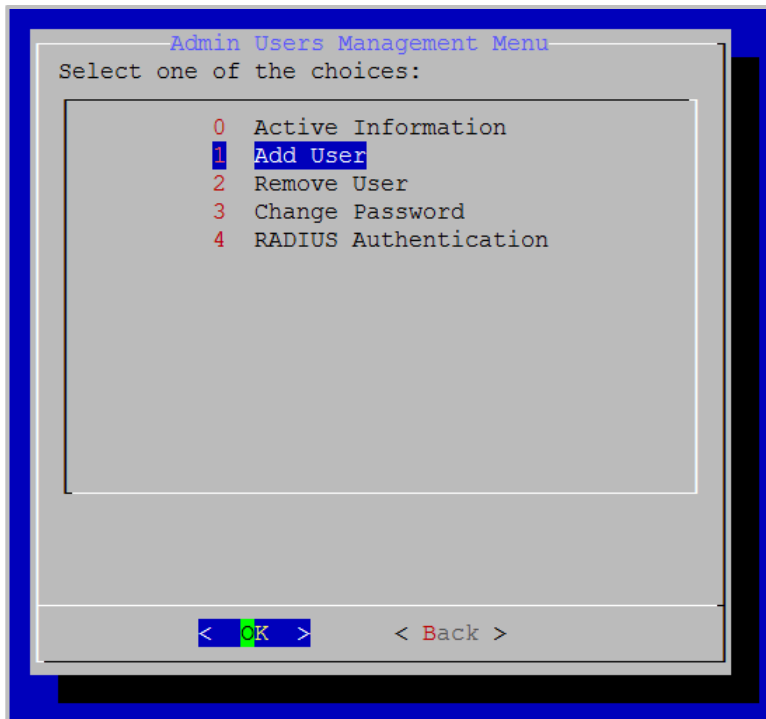 Admin Users Management Menu
Select one of the choices:
0 Active Information
1 Add User
2 Remove User
3 Change Password
4 RADIUS Authentication
< OK > < Back >